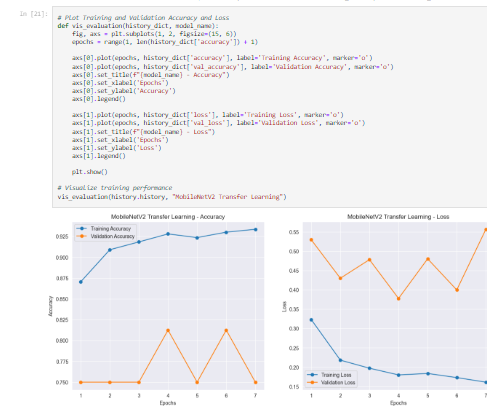 In [21]:
# Plot Training and Validation Accuracy and Loss
def vis_evaluation(history_dict, model_name):
fig, axs = plt.subplots(1, 2, figsize=(15, 6))
epochs = range(1, len(history_dict['accuracy']) + 1)
axs[0].plot(epochs, history_dict['accuracy'], label='Training Accuracy', marker='o')
axs[0].plot(epochs, history_dict['val_accuracy'], label='Validation Accuracy', marker='o')
axs[0].set_title(f"{model_name} - Accuracy")
axs[0].set_xlabel('Epochs')
axs[0].set_ylabel('Accuracy')
axs[0].legend()
axs[1].plot(epochs, history_dict['loss'], label='Training Loss', marker='o')
axs[1].plot(epochs, history_dict['val_loss'], label='Validation Loss', marker='o')
axs[1].set_title(f"{model_name} - Loss")
axs[1].set_xlabel('Epochs')
axs[1].set_ylabel('Loss')
axs[1].legend()
plt.show()
# Visualize training performance
vis_evaluation(history.history, "MobileNetV2 Transfer Learning")
MobileNetV2 Transfer Learning - Accuracy
Training Accuracy
Validation Accuracy
0.925
0.900
0.875
0.850
0.825
0.800
0.775
0.750
Accuracy
1 2 3 4 5 6 7
Epochs
MobileNetV2 Transfer Learning - Loss
0.55
0.50
0.45
0.40
0.35
0.30
0.25
0.20
0.15
Loss
Training Loss
Validation Loss
1 2 3 4 5 6 7
Epochs